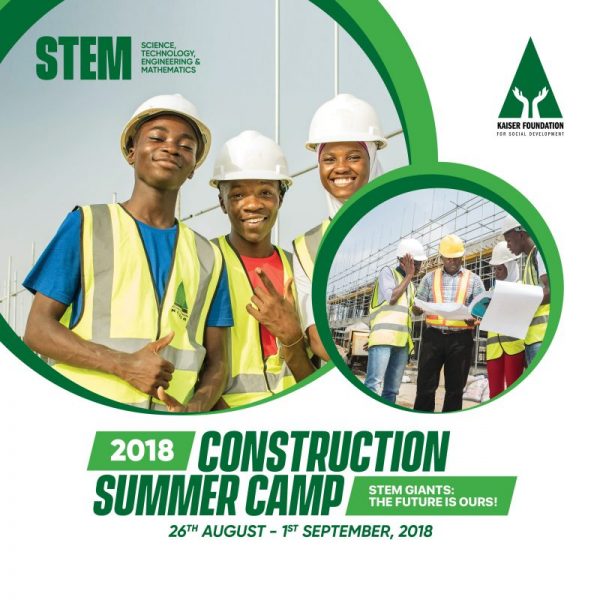 STEM
SCIENCE,
TECHNOLOGY,
ENGINEERING &
MATHEMATICS
KAISER FOUNDATION
FOR SOCIAL DEVELOPMENT
2018 CONSTRUCTION
SUMMER CAMP
STEM GIANTS:
THE FUTURE IS OURS!
26TH AUGUST - 1ST SEPTEMBER, 2018